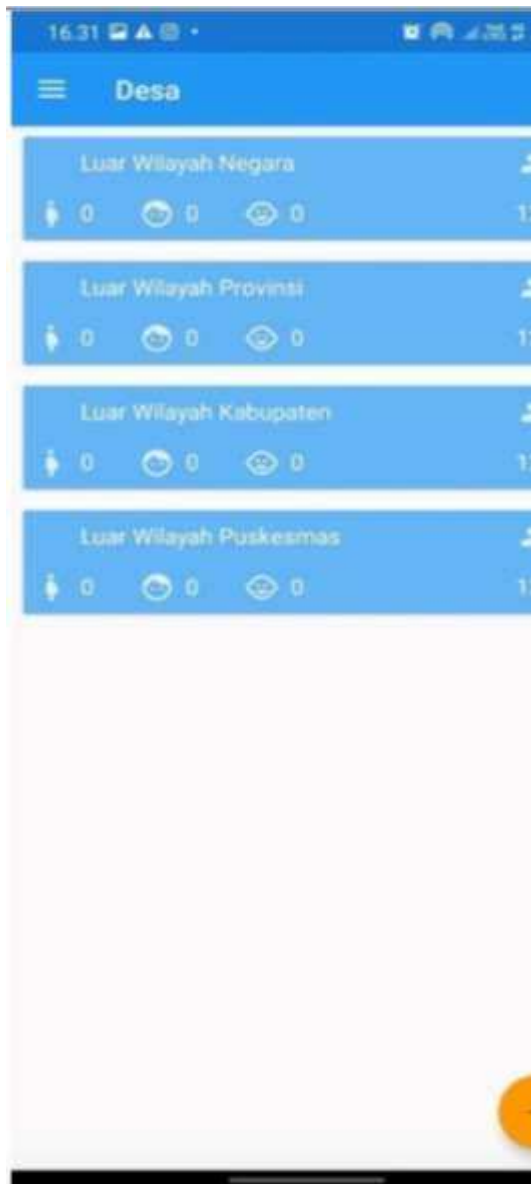 16.31
Desa
Luar Wilayah Negara
0 0 0
Luar Wilayah Provinsi
0 0 0
Luar Wilayah Kabupaten
0 0 0
Luar Wilayah Puskesmas
0 0 0